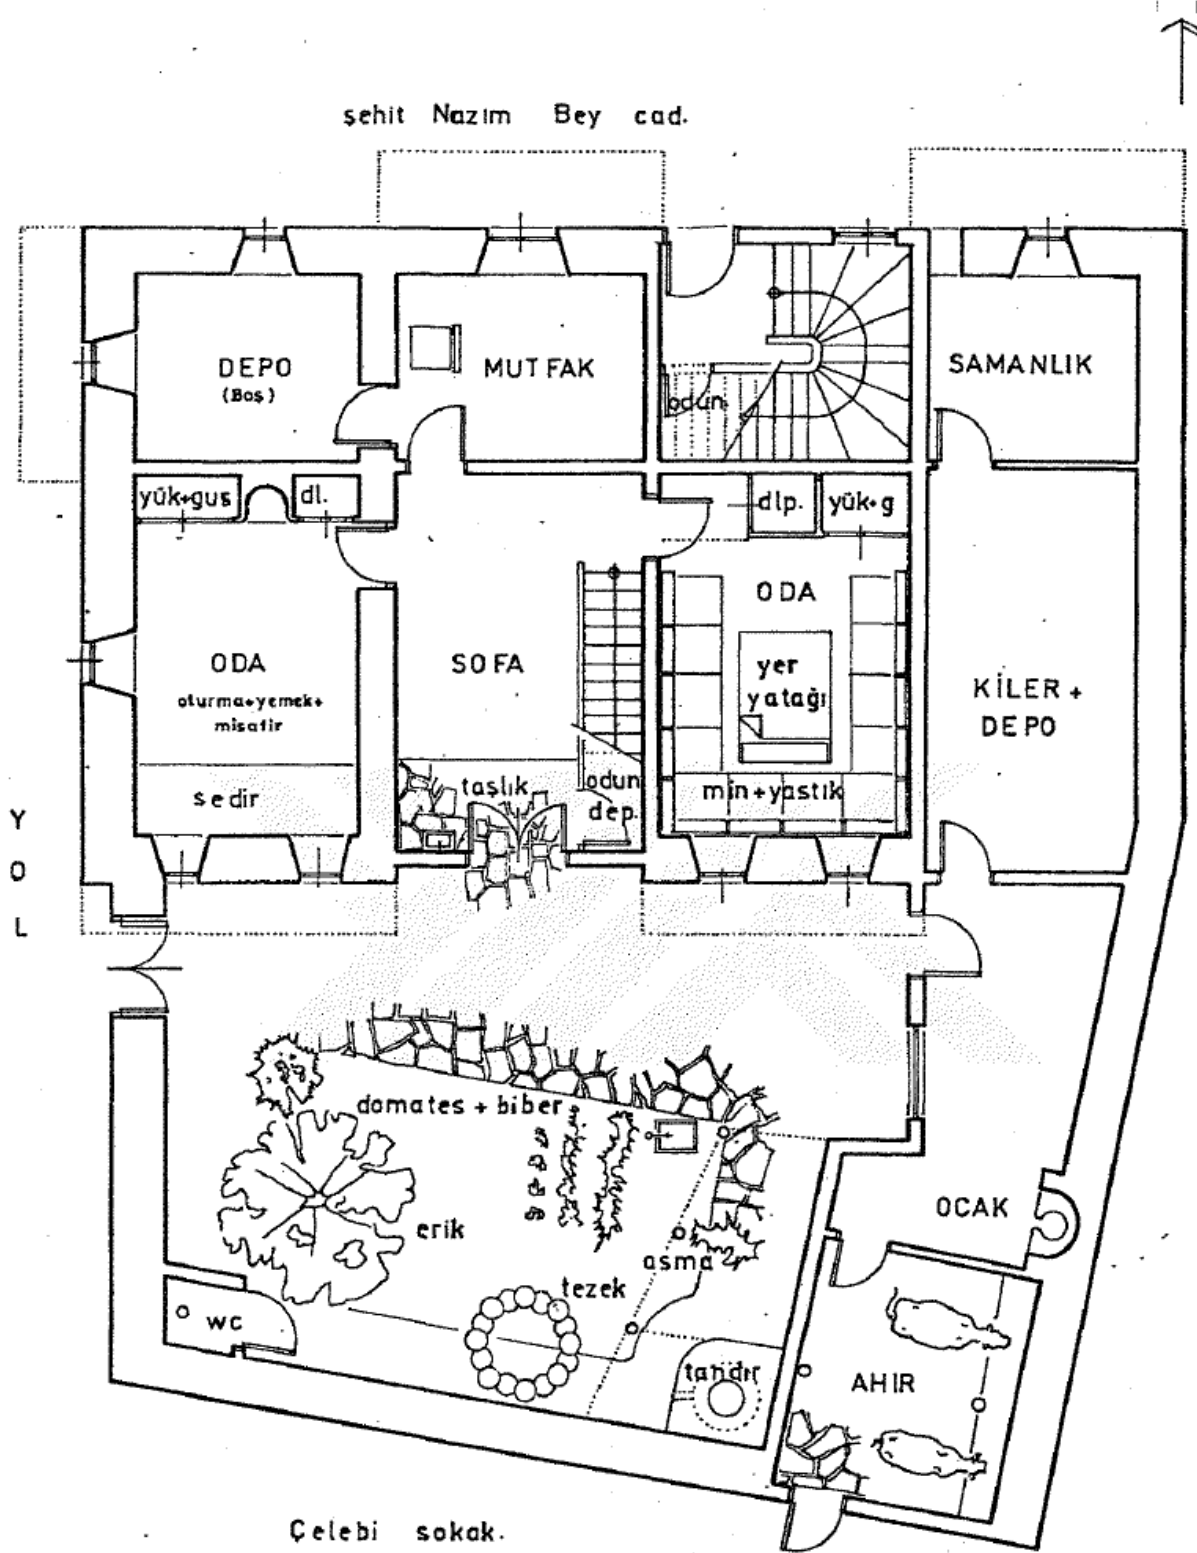 şehit Nazım Bey cad.
DEPO
(Boş)
MUTFAK
odun
SAMANLIK
yük+gus
dl.
dlp.
yük+g
ODA
oturma+yemek+
misafir
sedir
SOFA
taşlık
odun
dep.
ODA
yer
yatağı
min+yastık
KİLER+
DEPO
YOL
domates + biber
erik
asma
tezek
wc
tandır
OCAK
AHIR
Çelebi sokak.